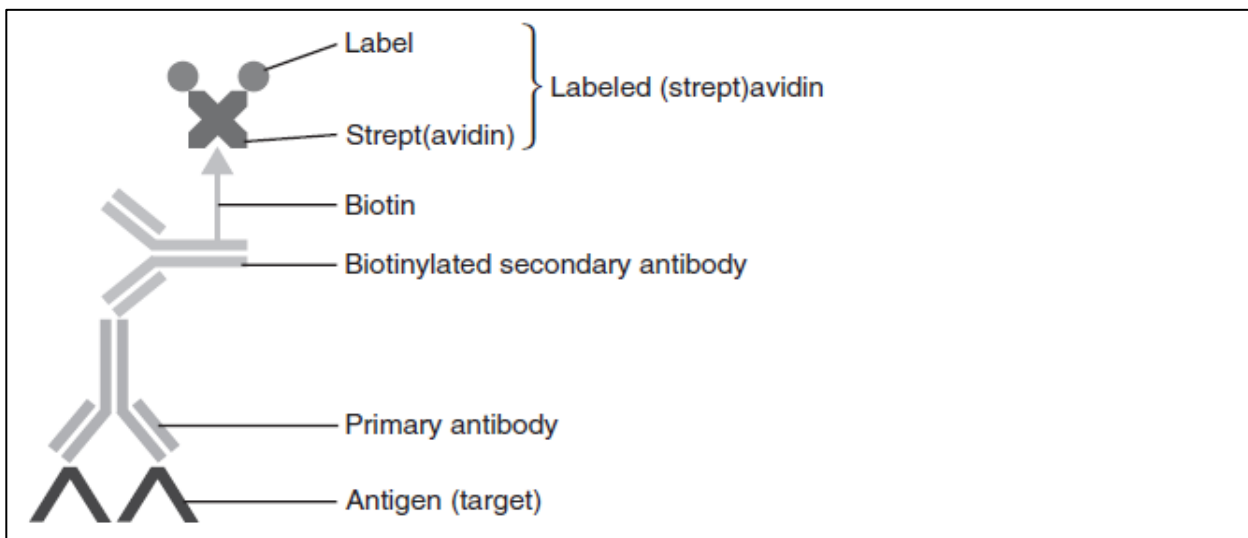 Label
Labeled (strept)avidin
Strept(avidin)
Biotin
Biotinylated secondary antibody
Primary antibody
Antigen (target)